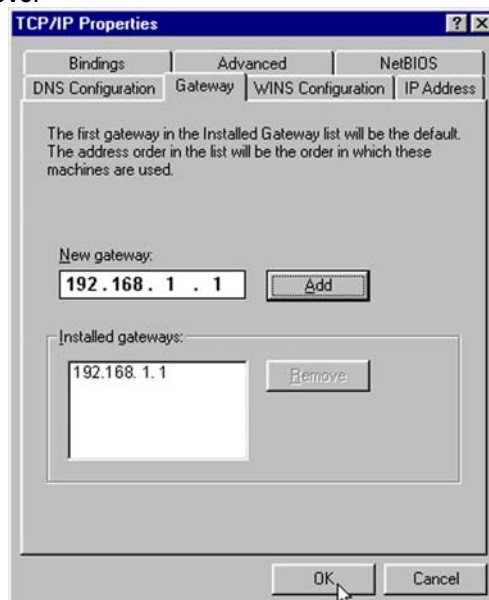 TCP/IP Properties
Bindings Advanced NetBIOS
DNS Configuration Gateway WINS Configuration IP Address
The first gateway in the Installed Gateway list will be the default.
The address order in the list will be the order in which these
machines are used.
New gateway:
192.168. 1 . 1 Add
Installed gateways:
192.168. 1. 1 Remove
OK Cancel